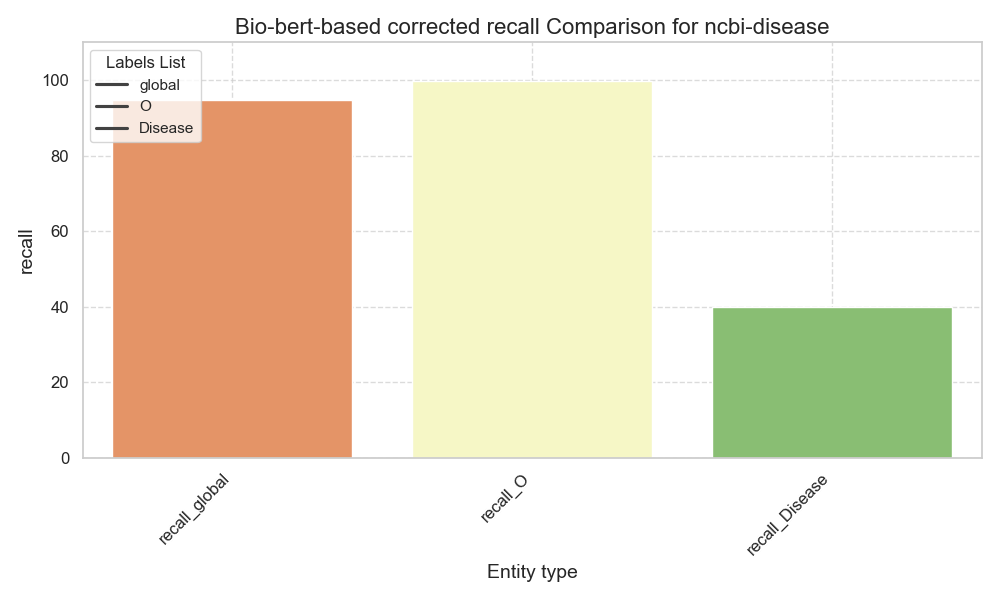 Bio-bert-based corrected recall Comparison for ncbi-disease
Labels List
global
O
Disease
100
80
60
40
20
0
recall
recall_global
recall_O
recall_Disease
Entity type